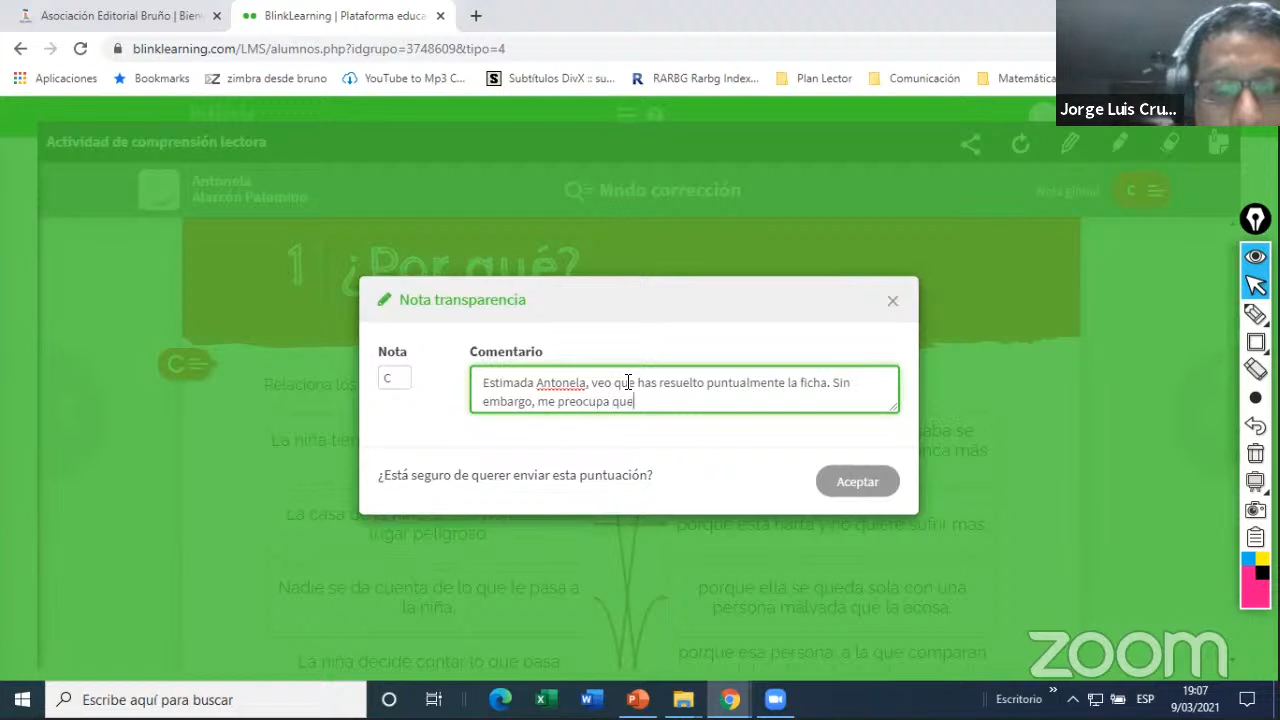 Asociación Editorial Bruño | Bien
BlinkLearning | Plataforma educa
blinklearning.com/LMS/alumnos.php?idgrupo=3748609&tipo=4
Aplicaciones
Bookmarks
zimbra desde bruno
YouTube to Mp3 C...
Subtítulos DivX :: su...
RARBG Rarbg Index...
Plan Lector
Comunicación
Matemática
Jorge Luis Cru...
Actividad de comprensión lectora
Antonela
Alarcón Palomino
Modo corrección
Nota global
C
1 ¿Por qué?
Nota transparencia
Nota
Comentario
C
C
Estimada Antonela, veo que has resuelto puntualmente la ficha. Sin
embargo, me preocupa que
Relaciona los
La niña tien
¿Está seguro de querer enviar esta puntuación?
Aceptar
lugar peligroso
porque está harta y no quiere sufrir más.
Nadie se da cuenta de lo que le pasa a
la niña.
porque ella se queda sola con una
persona malvada que la acosa.
La niña decide contar lo que pasa
porque esa persona, a la que comparan
zoom
Escribe aquí para buscar
Escritorio
ESP
19:07
9/03/2021